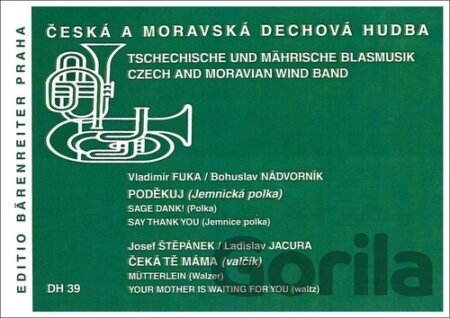 EDITIO BÄRENREITER PRAHA
ČESKÁ A MORAVSKÁ DECHOVÁ HUDBA
TSCHECHISCHE UND MÄHRISCHE BLASMUSIK
CZECH AND MORAVIAN WIND BAND
Vladimír FUKA / Bohuslav NÁDVORNÍK
PODĚKUJ (Jemnická polka)
SAGE DANK! (Polka)
SAY THANK YOU (Jemnice polka)
Josef ŠTĚPÁNEK / Ladislav JACURA
ČEKÁ TĚ MÁMA (valčík)
MÜTTERLEIN (Walzer)
YOUR MOTHER IS WAITING FOR YOU (waltz)
DH 39
gorila